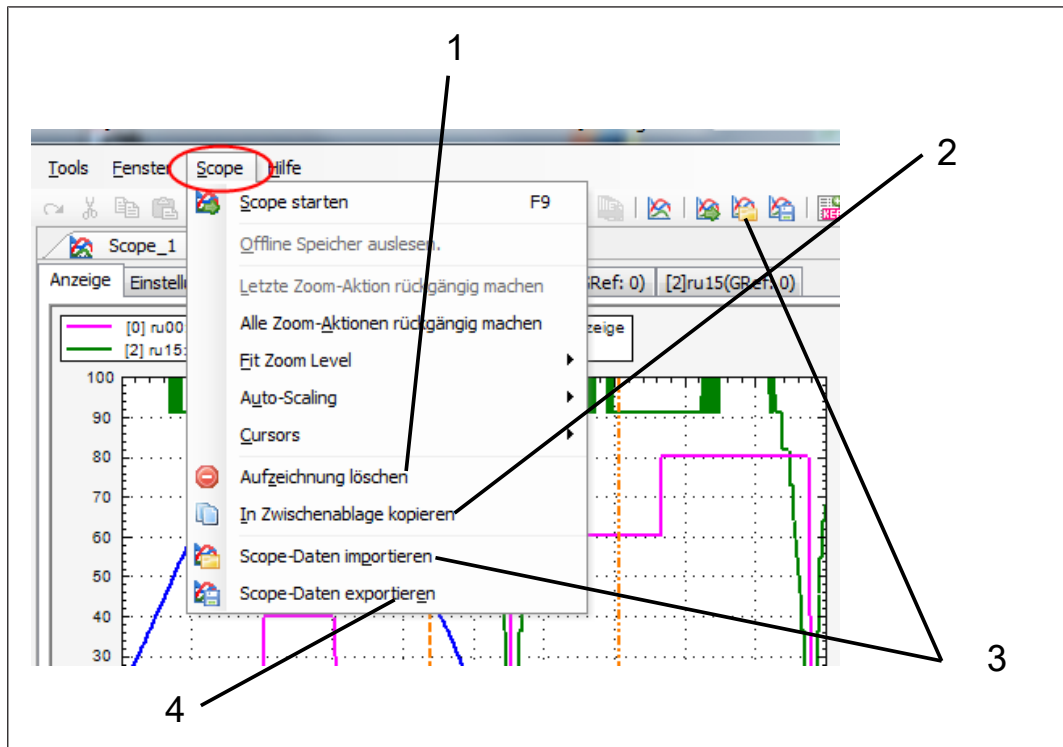 1
2
Tools Fenster Scope Hilfe
Scope starten F9
Scope_1
Offline Speicher auslesen.
Anzeige Einstell Ref: 0) [2]ru15(GRef: 0)
Letzte Zoom-Aktion rückgängig machen
[0] ru00: zeige
Alle Zoom-Aktionen rückgängig machen
[2] ru15:
Fit Zoom Level
100
Auto-Scaling
90
Cursors
80
Aufzeichnung löschen
70
In Zwischenablage kopieren
60
Scope-Daten importieren
50
Scope-Daten exportieren
40
30
3
4